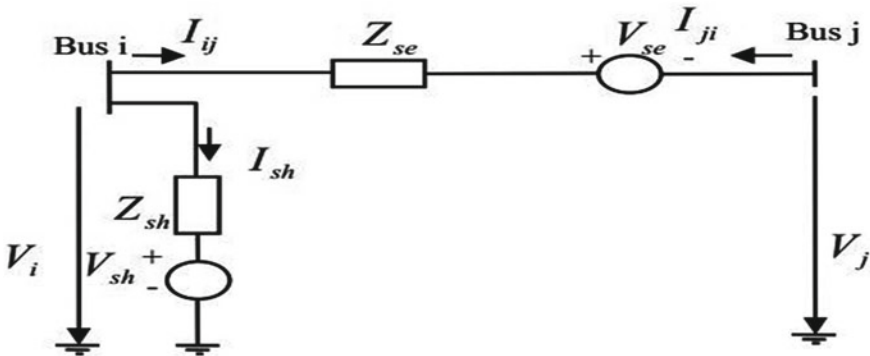 Bus i
I_ij
Z_se
+
V_se
-
I_ji
Bus j
I_sh
Z_sh
V_i
V_sh
+
-
V_j